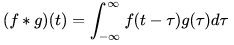 (f * g)(t) = ∫_{-∞}^{∞} f(t − τ)g(τ)dτ